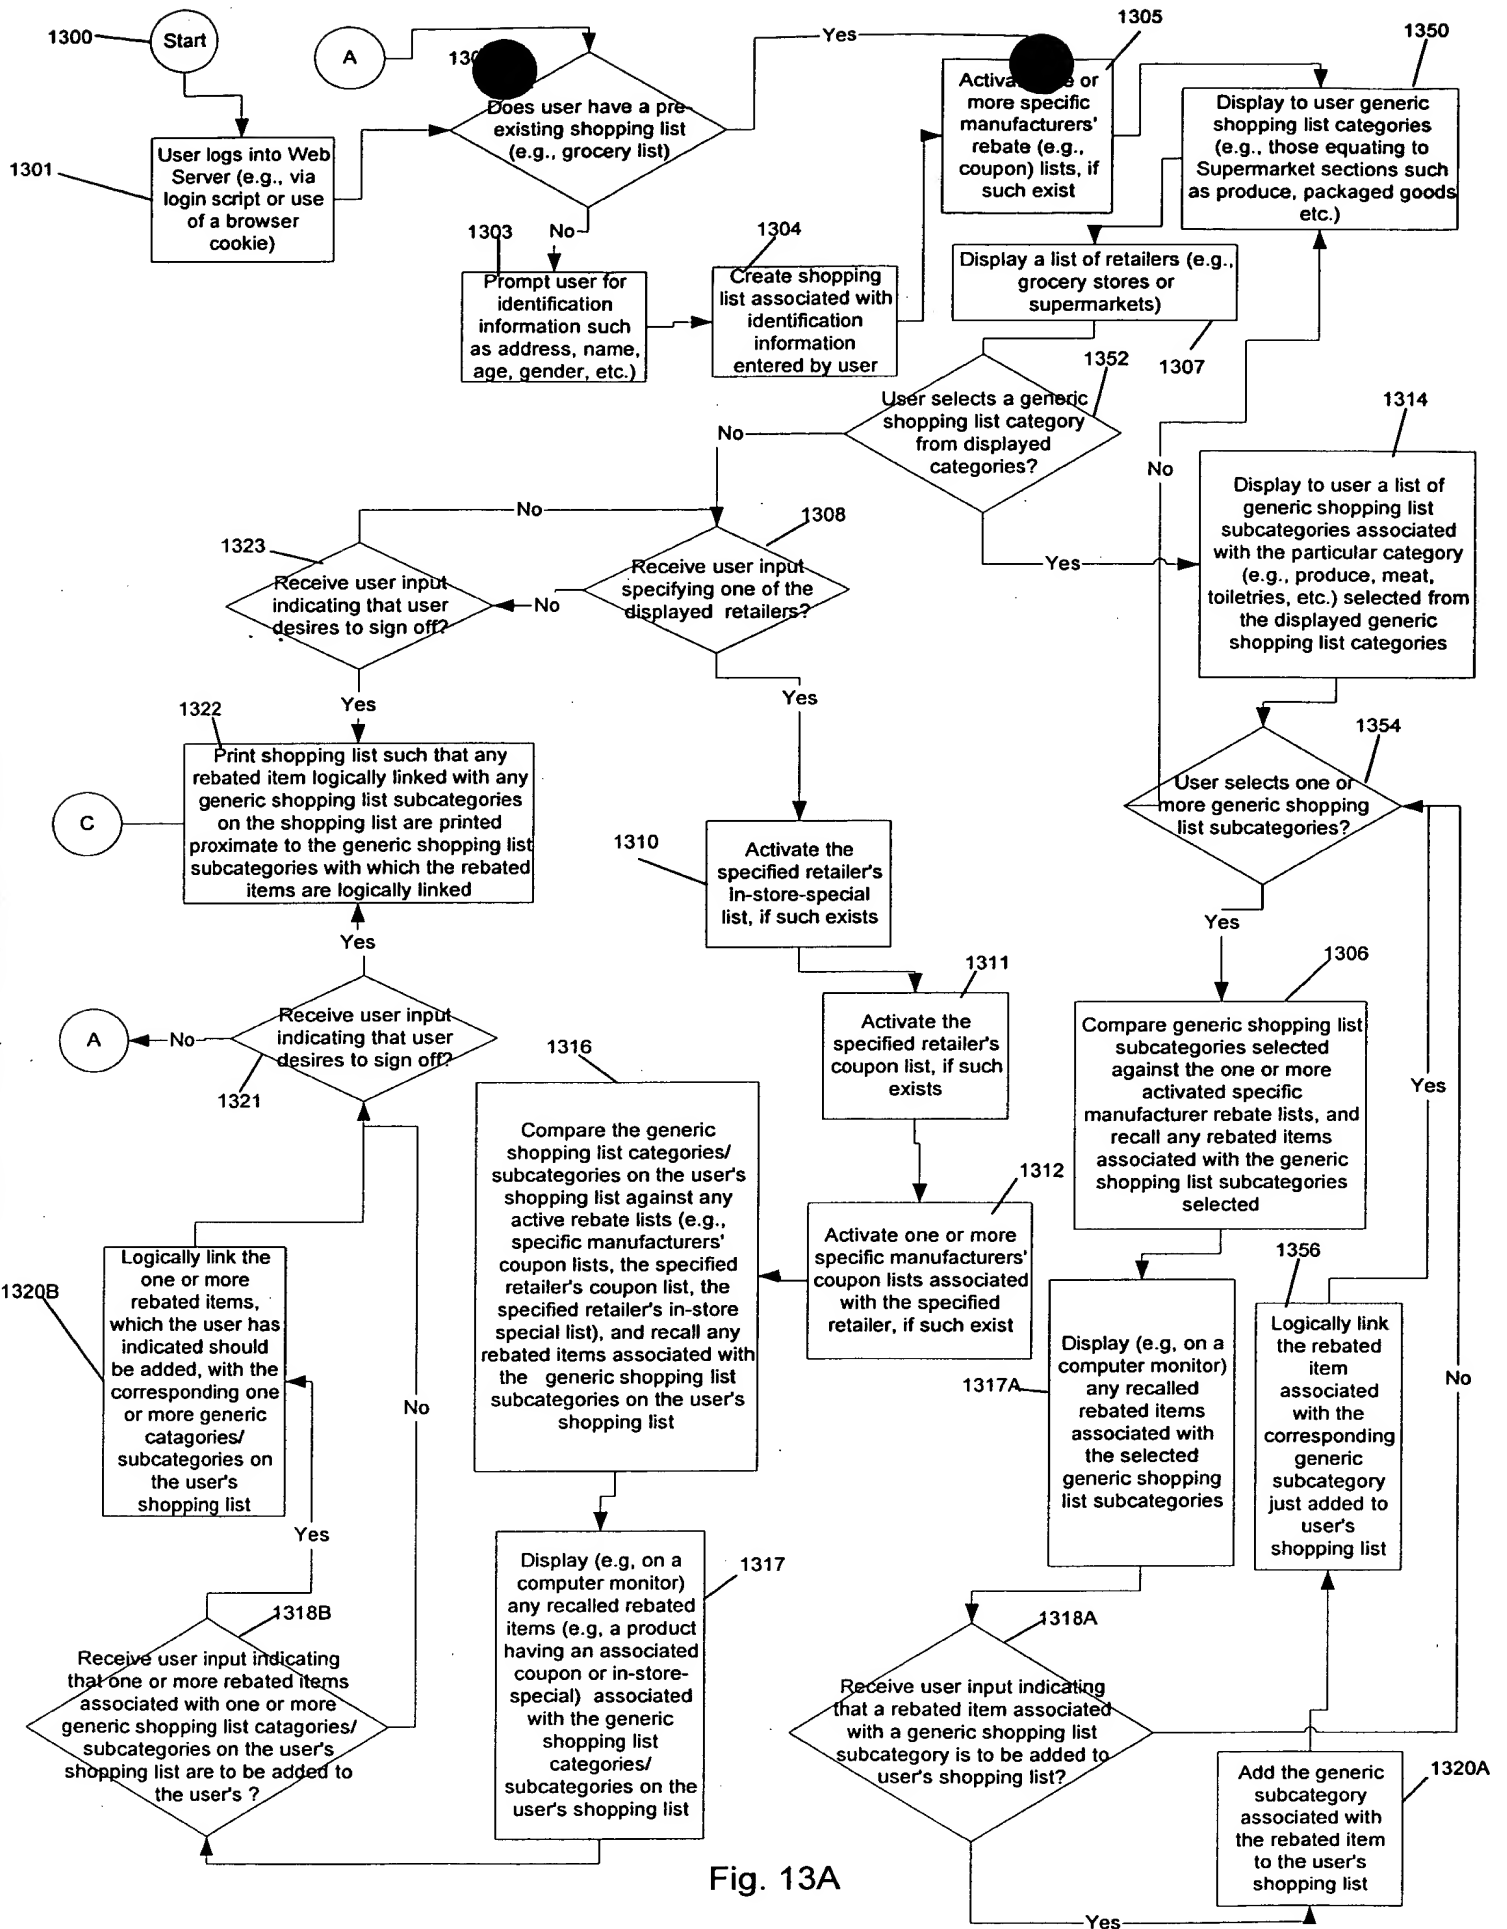 1300
Start
A
Yes
1305
1350
Does user have a pre-
existing shopping list
(e.g., grocery list)
or
more specific
manufacturers'
rebate (e.g.,
coupon) lists, if
such exist
Display to user generic
shopping list categories
(e.g., those equating to
Supermarket sections such
as produce, packaged goods
etc.)
1301
User logs into Web
Server (e.g., via
login script or use
of a browser
cookie)
No
1303
Prompt user for
identification
information such
as address, name,
age, gender, etc.)
1304
Create shopping
list associated with
identification
information
entered by user
Display a list of retailers (e.g.,
grocery stores or
supermarkets)
1307
1352
User selects a generic
shopping list category
from displayed
categories?
No
Yes
No
1314
Display to user a list of
generic shopping list
subcategories associated
with the particular category
(e.g., produce, meat,
toiletries, etc.) selected from
the displayed generic
shopping list categories
No
1308
Receive user input
specifying one of the
displayed retailers?
No
1323
Receive user input
indicating that user
desires to sign off?
Yes
Yes
1322
Print shopping list such that any
rebated item logically linked with any
generic shopping list subcategories
on the shopping list are printed
proximate to the generic shopping list
subcategories with which the rebated
items are logically linked
C
1354
User selects one or
more generic shopping
list subcategories?
1310
Activate the
specified retailer's
In-store-special
list, if such exists
Yes
Yes
1311
Activate the
specified retailer's
coupon list, if such
exists
1306
Compare generic shopping list
subcategories selected
against the one or more
activated specific
manufacturer rebate lists, and
recall any rebated items
associated with the generic
shopping list subcategories
selected
Yes
Receive user input
indicating that user
desires to sign off?
A
No
1321
1316
Compare the generic
shopping list categories/
subcategories on the user's
shopping list against any
active rebate lists (e.g.,
specific manufacturers'
coupon lists, the specified
retailer's coupon list, the
specified retailer's in-store
special list), and recall any
rebated items associated with
the generic shopping list
subcategories on the user's
shopping list
1312
Activate one or more
specific manufacturers'
coupon lists associated
with the specified
retailer, if such exist
1320B
Logically link the
one or more
rebated items,
which the user has
indicated should
be added, with the
corresponding one
or more generic
catagories/
subcategories on
the user's
shopping list
No
Yes
1317A
Display (e.g, on a
computer monitor)
any recalled
rebated items
associated with
the selected
generic shopping
list subcategories
1356
Logically link
the rebated
item
associated
with the
corresponding
generic
subcategory
just added to
user's
shopping list
No
1317
Display (e.g, on a
computer monitor)
any recalled rebated
items (e.g, a product
having an associated
coupon or in-store-
special) associated
with the generic
shopping list
categories/
subcategories on the
user's shopping list
1318B
Receive user input indicating
that one or more rebated items
associated with one or more
generic shopping list catagories/
subcategories on the user's
shopping list are to be added to
the user's ?
1318A
Receive user input indicating
that a rebated item associated
with a generic shopping list
subcategory is to be added to
user's shopping list?
1320A
Add the generic
subcategory
associated with
the rebated item
to the user's
shopping list
Yes
Fig. 13A